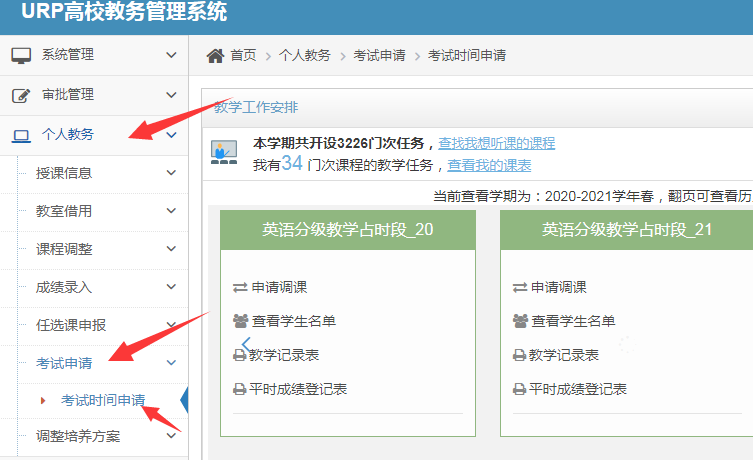 URP高校教务管理系统
系统管理
审批管理
个人教务
授课信息
教室借用
课程调整
成绩录入
任选课申报
考试申请
考试时间申请
调整培养方案
首页 > 个人教务 > 考试申请 > 考试时间申请
教学工作安排
本学期共开设3226门次任务，查找我想听课的课程
我有34 门次课程的教学任务，查看我的课表
当前查看学期为：2020-2021学年春，翻页可查看历
英语分级教学占时段_20
申请调课
查看学生名单
教学记录表
平时成绩登记表
英语分级教学占时段_21
申请调课
查看学生名单
教学记录表
平时成绩登记表